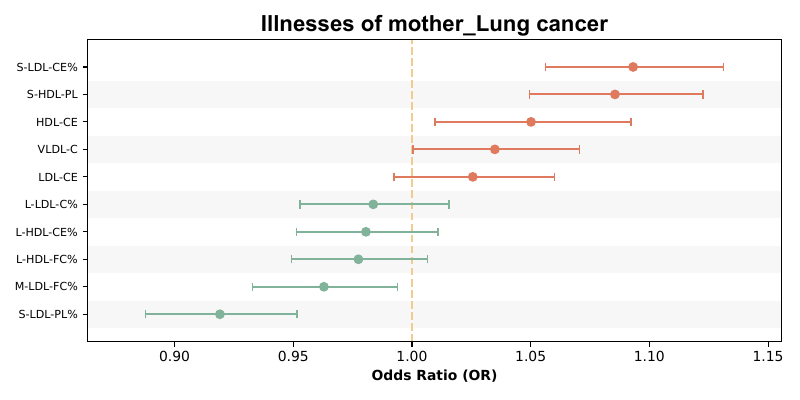 Illnesses of mother_Lung cancer
S-LDL-CE%
S-HDL-PL
HDL-CE
VLDL-C
LDL-CE
L-LDL-C%
L-HDL-CE%
L-HDL-FC%
M-LDL-FC%
S-LDL-PL%
0.90 0.95 1.00 1.05 1.10 1.15
Odds Ratio (OR)